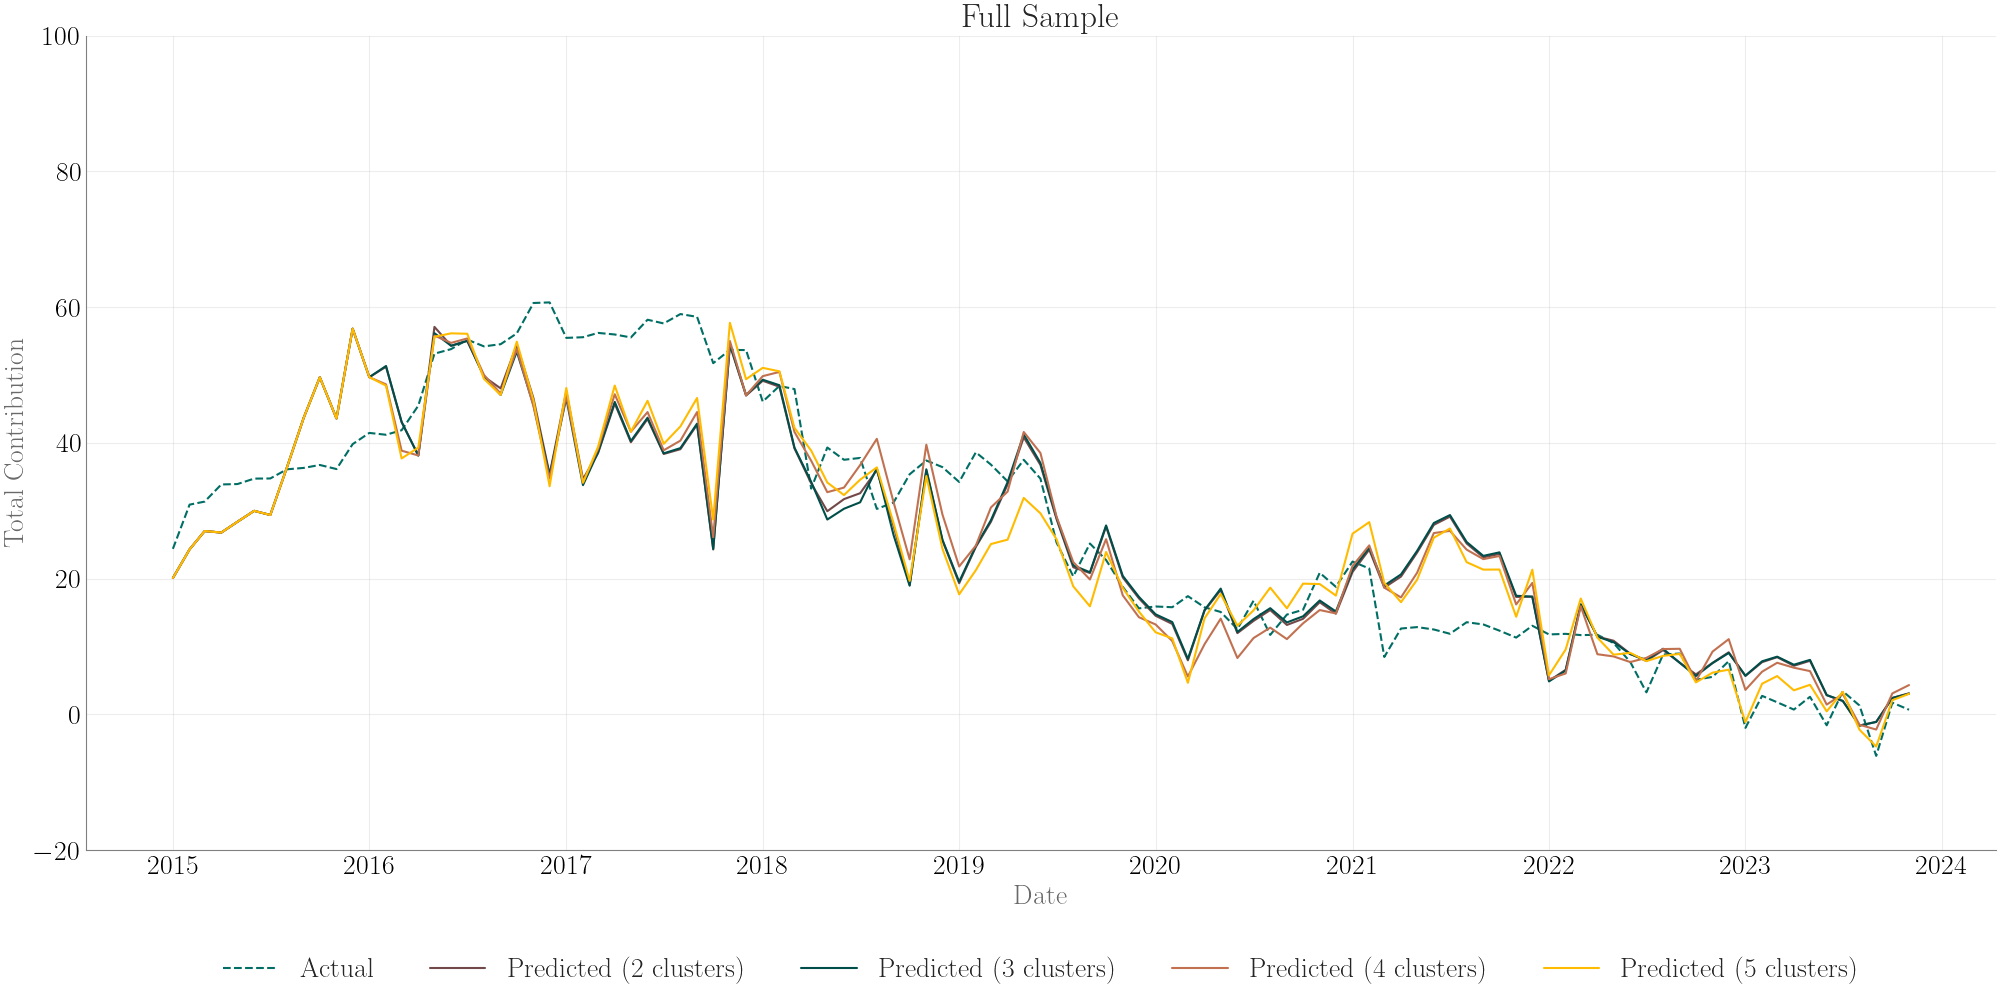 Full Sample
Total Contribution
100
80
60
40
20
0
−20
2015 2016 2017 2018 2019 2020 2021 2022 2023 2024
Date
Actual Predicted (2 clusters) Predicted (3 clusters) Predicted (4 clusters) Predicted (5 clusters)